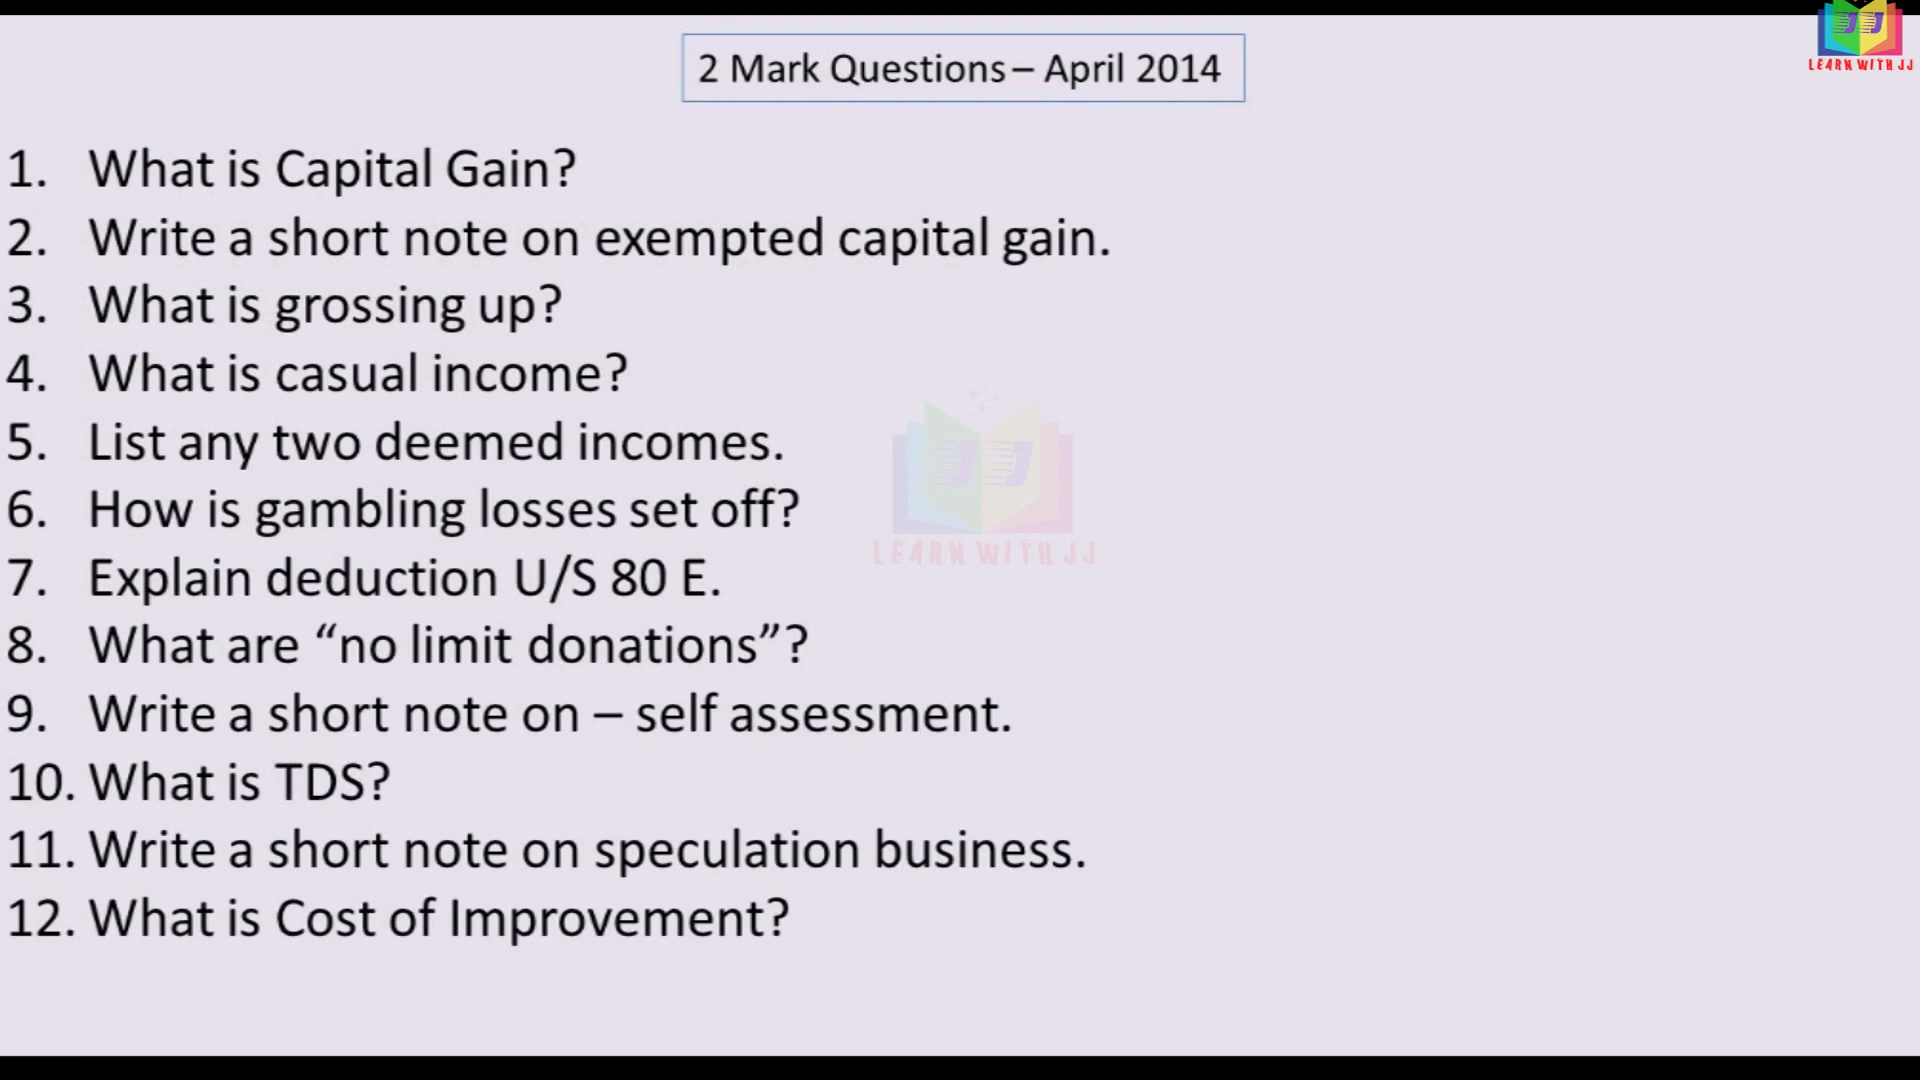 LEARN WITH JJ
2 Mark Questions – April 2014
1. What is Capital Gain?
2. Write a short note on exempted capital gain.
3. What is grossing up?
4. What is casual income?
5. List any two deemed incomes.
6. How is gambling losses set off?
7. Explain deduction U/S 80 E.
8. What are “no limit donations”?
9. Write a short note on – self assessment.
10. What is TDS?
11. Write a short note on speculation business.
12. What is Cost of Improvement?
JJ
LEARN WITH JJ